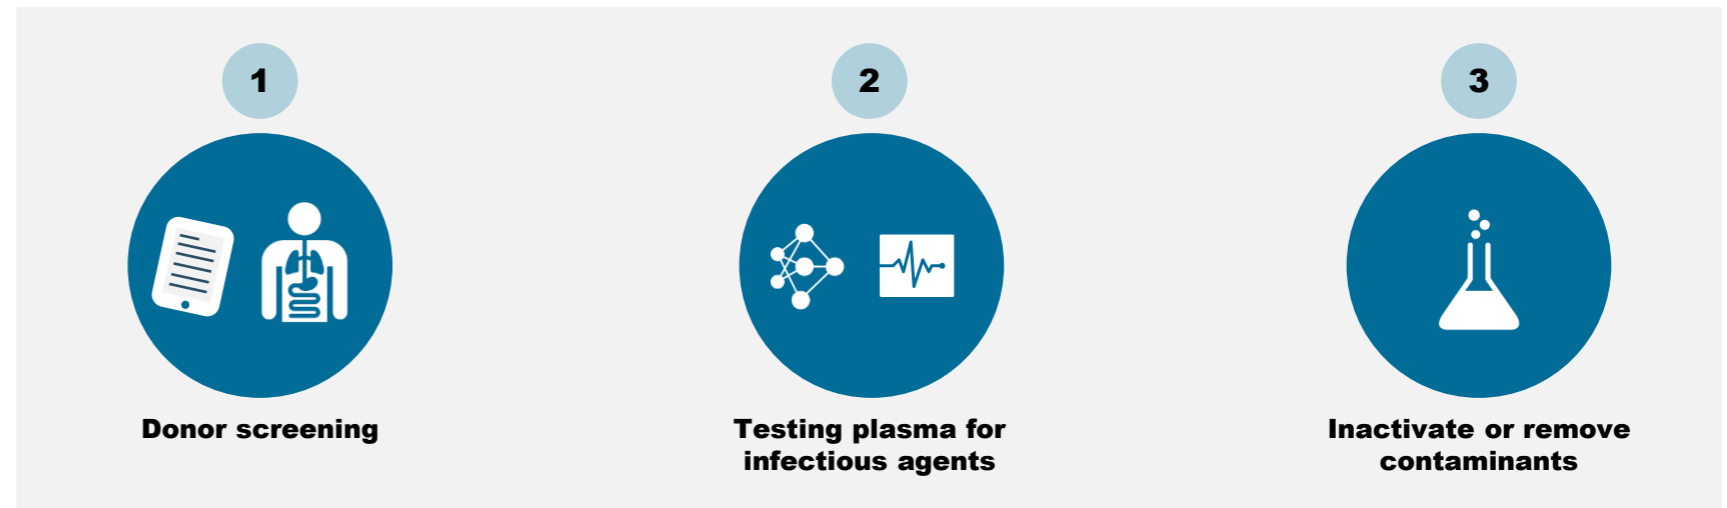 1
2
3
Donor screening
Testing plasma for
infectious agents
Inactivate or remove
contaminants